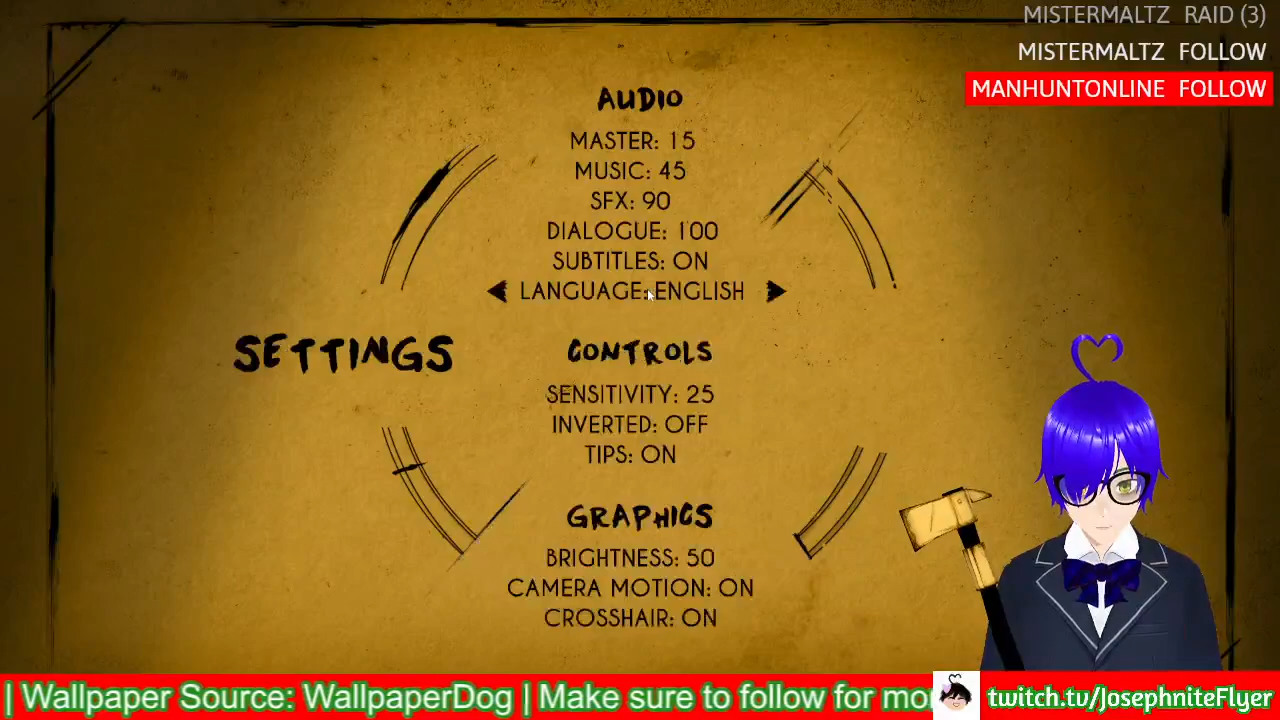 MISTERMALTZ RAID (3)
MISTERMALTZ FOLLOW
MANHUNTONLINE FOLLOW
AUDIO
MASTER: 15
MUSIC: 45
SFX: 90
DIALOGUE: 100
SUBTITLES: ON
LANGUAGE: ENGLISH
SETTINGS
CONTROLS
SENSITIVITY: 25
INVERTED: OFF
TIPS: ON
GRAPHICS
BRIGHTNESS: 50
CAMERA MOTION: ON
CROSSHAIR: ON
| Wallpaper Source: WallpaperDog | Make sure to follow for mo
twitch.tv/JosephniteFlyer